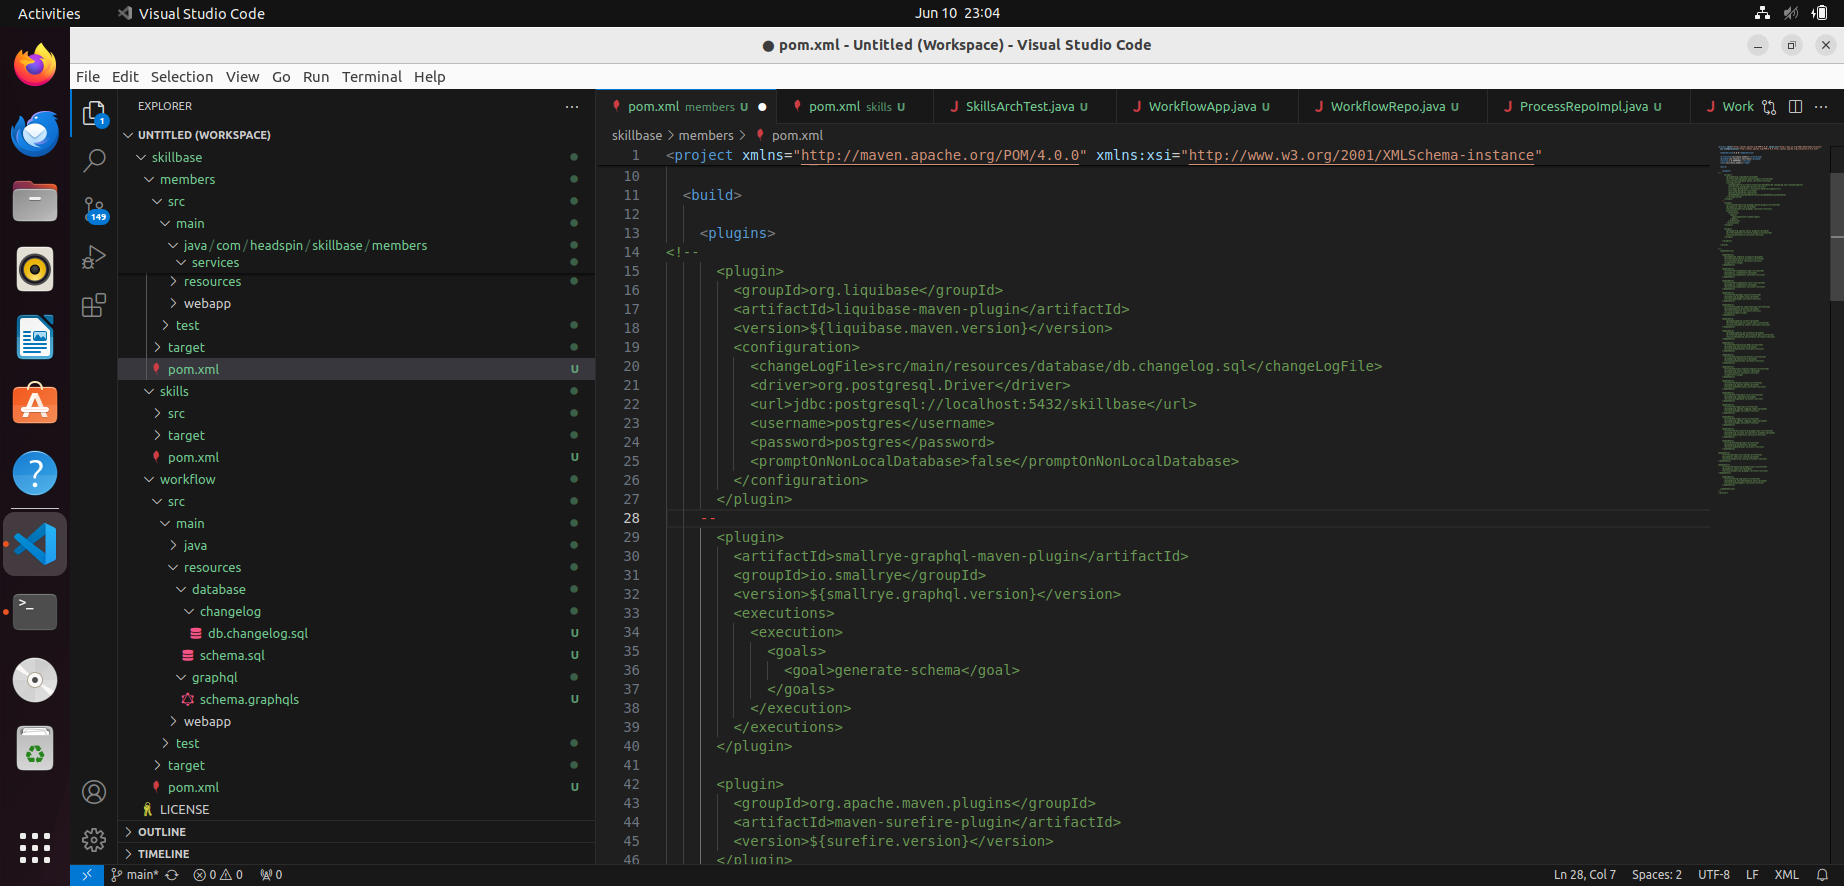 Activities
Visual Studio Code
Jun 10 23:04
● pom.xml - Untitled (Workspace) - Visual Studio Code
File Edit Selection View Go Run Terminal Help
EXPLORER
UNTITLED (WORKSPACE)
skillbase
members
src
main
java / com / headspin / skillbase / members
services
resources
webapp
test
target
pom.xml U
skills
src
target
pom.xml U
workflow
src
main
java
resources
database
changelog
db.changelog.sql U
schema.sql U
graphql
schema.graphqls U
webapp
test
target
pom.xml U
LICENSE
OUTLINE
TIMELINE
1
149
pom.xml members U
pom.xml skills U
SkillsArchTest.java U
WorkflowApp.java U
WorkflowRepo.java U
ProcessRepoImpl.java U
Work
skillbase > members > pom.xml
1 <project xmlns="http://maven.apache.org/POM/4.0.0" xmlns:xsi="http://www.w3.org/2001/XMLSchema-instance"
10
11 <build>
12
13 <plugins>
14 <!--
15 <plugin>
16 <groupId>org.liquibase</groupId>
17 <artifactId>liquibase-maven-plugin</artifactId>
18 <version>${liquibase.maven.version}</version>
19 <configuration>
20 <changeLogFile>src/main/resources/database/db.changelog.sql</changeLogFile>
21 <driver>org.postgresql.Driver</driver>
22 <url>jdbc:postgresql://localhost:5432/skillbase</url>
23 <username>postgres</username>
24 <password>postgres</password>
25 <promptOnNonLocalDatabase>false</promptOnNonLocalDatabase>
26 </configuration>
27 </plugin>
28 --
29 <plugin>
30 <artifactId>smallrye-graphql-maven-plugin</artifactId>
31 <groupId>io.smallrye</groupId>
32 <version>${smallrye.graphql.version}</version>
33 <executions>
34 <execution>
35 <goals>
36 <goal>generate-schema</goal>
37 </goals>
38 </execution>
39 </executions>
40 </plugin>
41
42 <plugin>
43 <groupId>org.apache.maven.plugins</groupId>
44 <artifactId>maven-surefire-plugin</artifactId>
45 <version>${surefire.version}</version>
46 </plugin>
main* 0 0 0
Ln 28, Col 7 Spaces: 2 UTF-8 LF XML